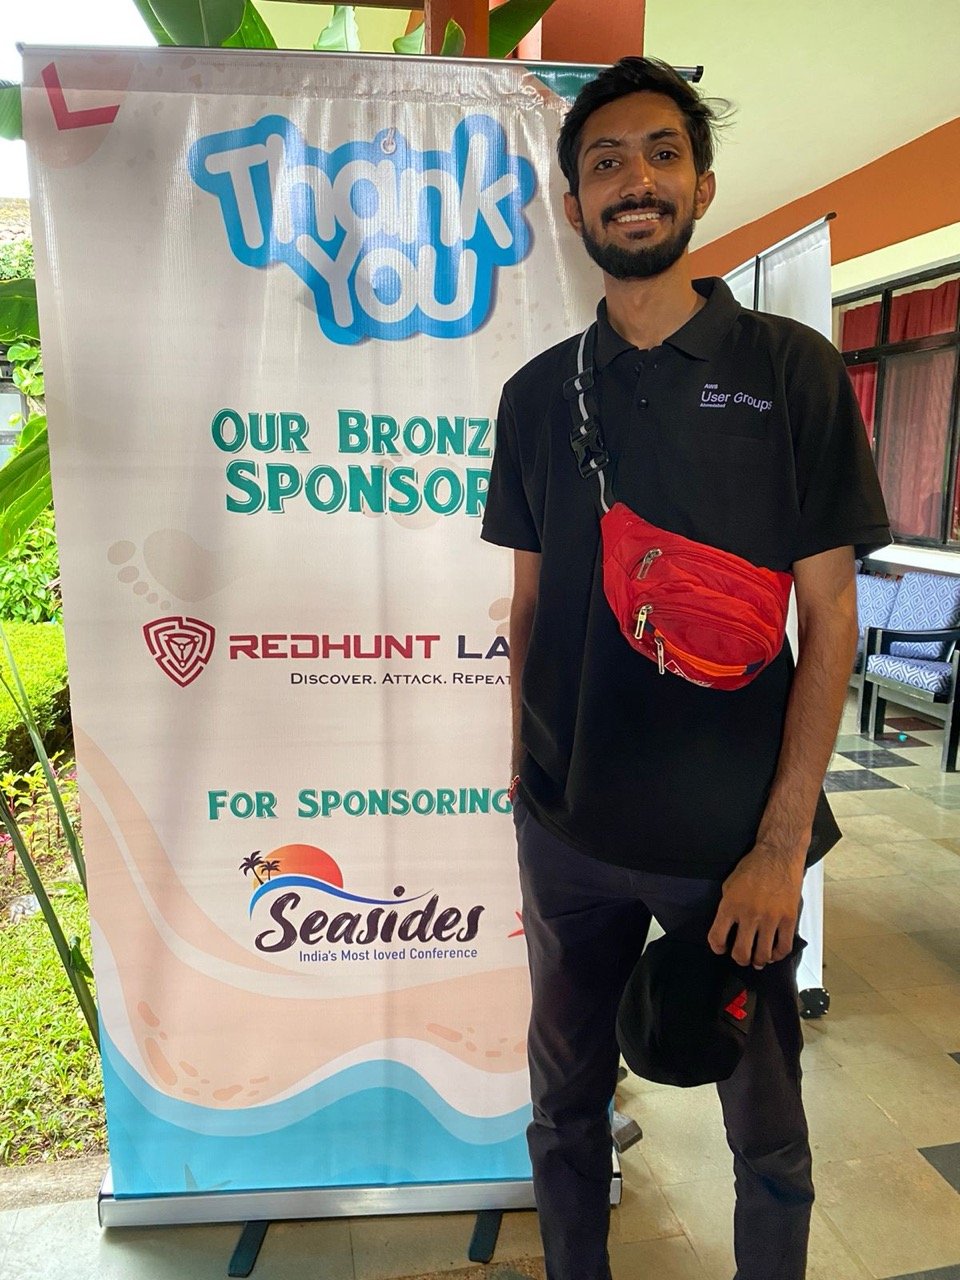 Thank
You
OUR BRONZ
SPONSOR
REDHUNT LA
DISCOVER. ATTACK. REPEAT
FOR SPONSORING
Seasides
India's Most loved Conference
AWS
User Groups
Ahmedabad